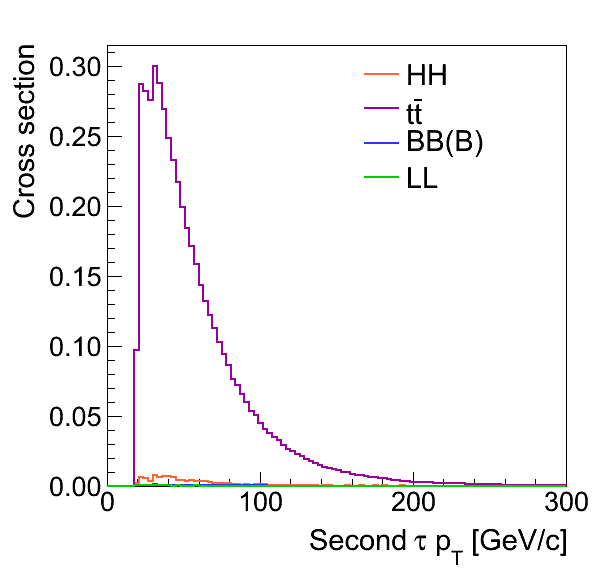 Cross section
0.30
0.25
0.20
0.15
0.10
0.05
0.00
HH
tt̄
BB(B)
LL
0 100 200 300
Second τ p_T [GeV/c]